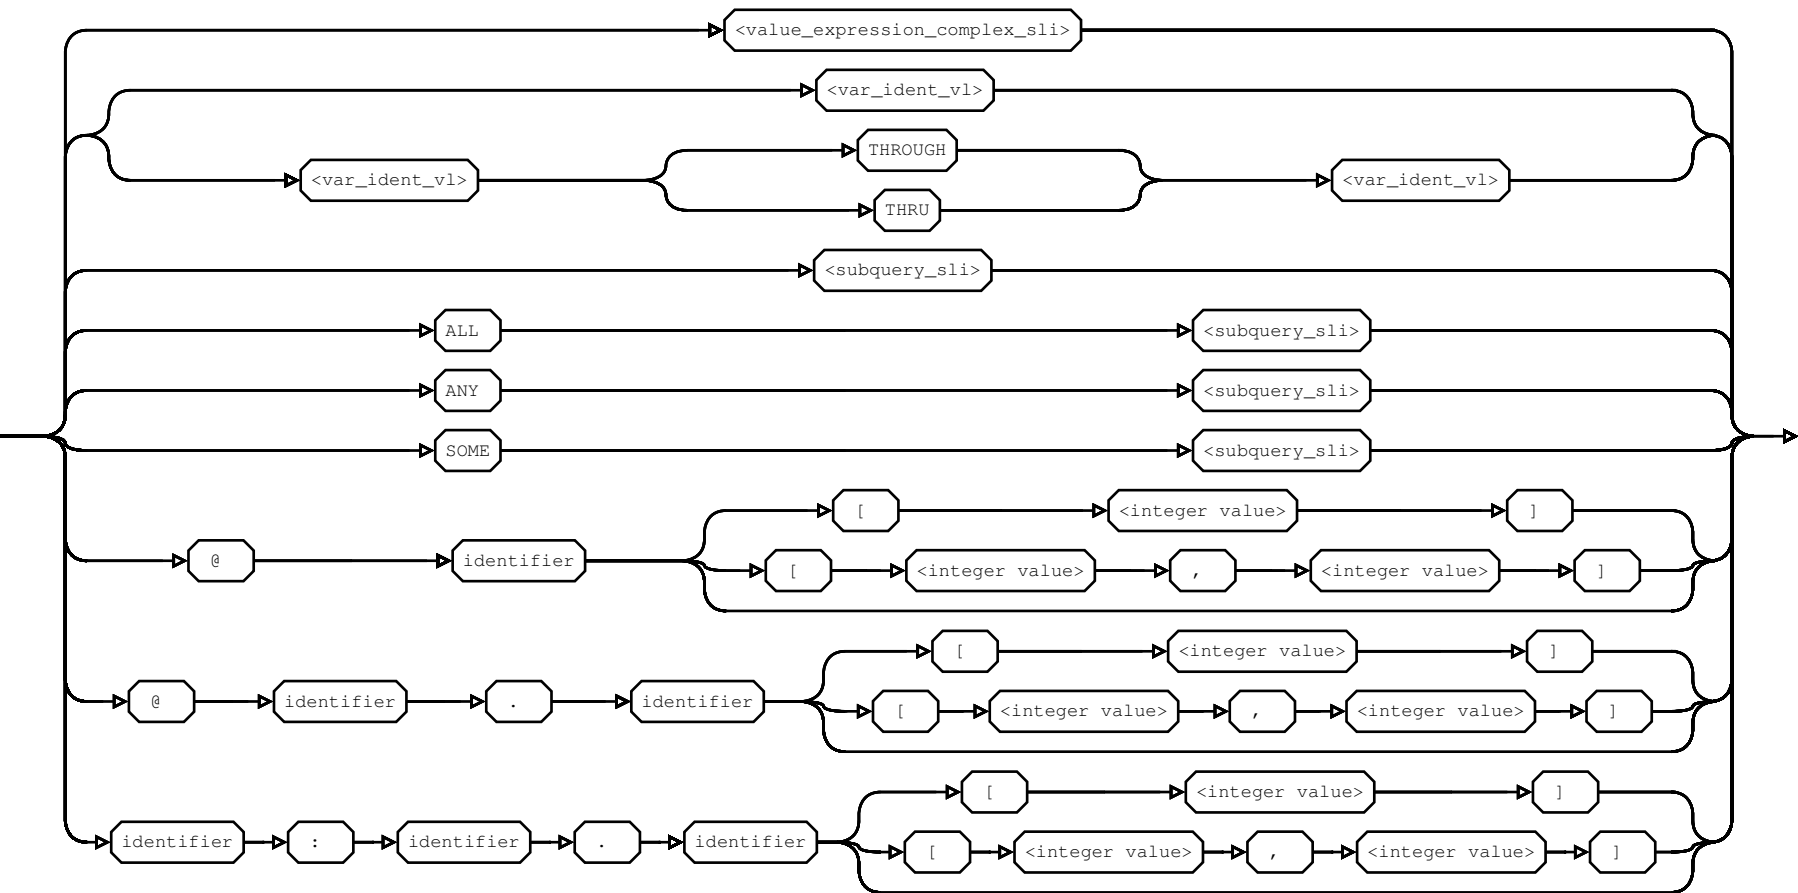 <value_expression_complex_sli>
<var_ident_vl>
THROUGH
<var_ident_vl> <var_ident_vl>
THRU
<subquery_sli>
ALL <subquery_sli>
ANY <subquery_sli>
SOME <subquery_sli>
[ <integer value> ]
@ identifier
[ <integer value> , <integer value> ]
[ <integer value> ]
@ identifier . identifier
[ <integer value> , <integer value> ]
[ <integer value> ]
identifier : identifier . identifier
[ <integer value> , <integer value> ]